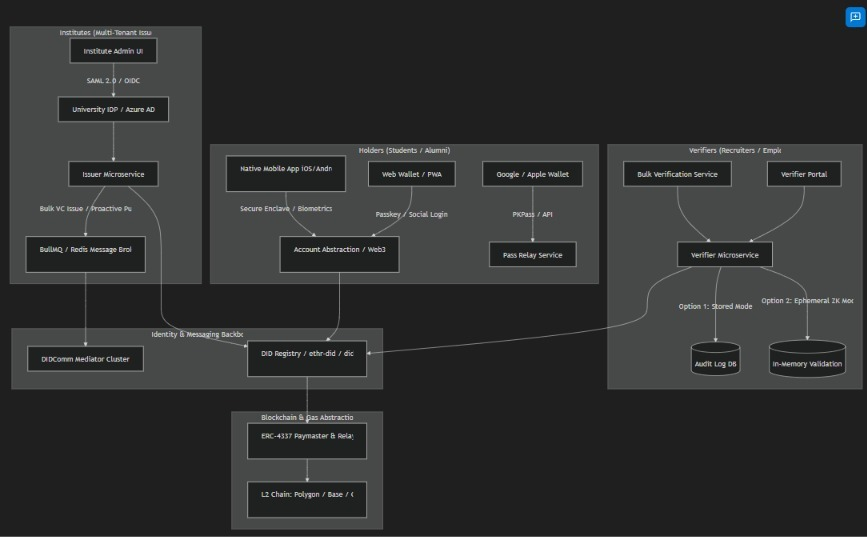 Institutes (Multi-Tenant Issu
Institute Admin UI
SAML 2.0 / OIDC
University IDP / Azure AD
Issuer Microservice
Bulk VC Issue / Proactive Pu
BullMQ / Redis Message Brol
Holders (Students / Alumni)
Native Mobile App iOS/Andr
Web Wallet / PWA
Google / Apple Wallet
Secure Enclave / Biometrics
Passkey / Social Login
PKPass / API
Account Abstraction / Web3
Pass Relay Service
Verifiers (Recruiters / Empl
Bulk Verification Service
Verifier Portal
Verifier Microservice
Option 1: Stored Mode
Option 2: Ephemeral ZK Mod
Audit Log DB
In-Memory Validation
Identity & Messaging Backbo
DIDComm Mediator Cluster
DID Registry / ethr-did / dic
Blockchain & Gas Abstractio
ERC-4337 Paymaster & Relay
L2 Chain: Polygon / Base /